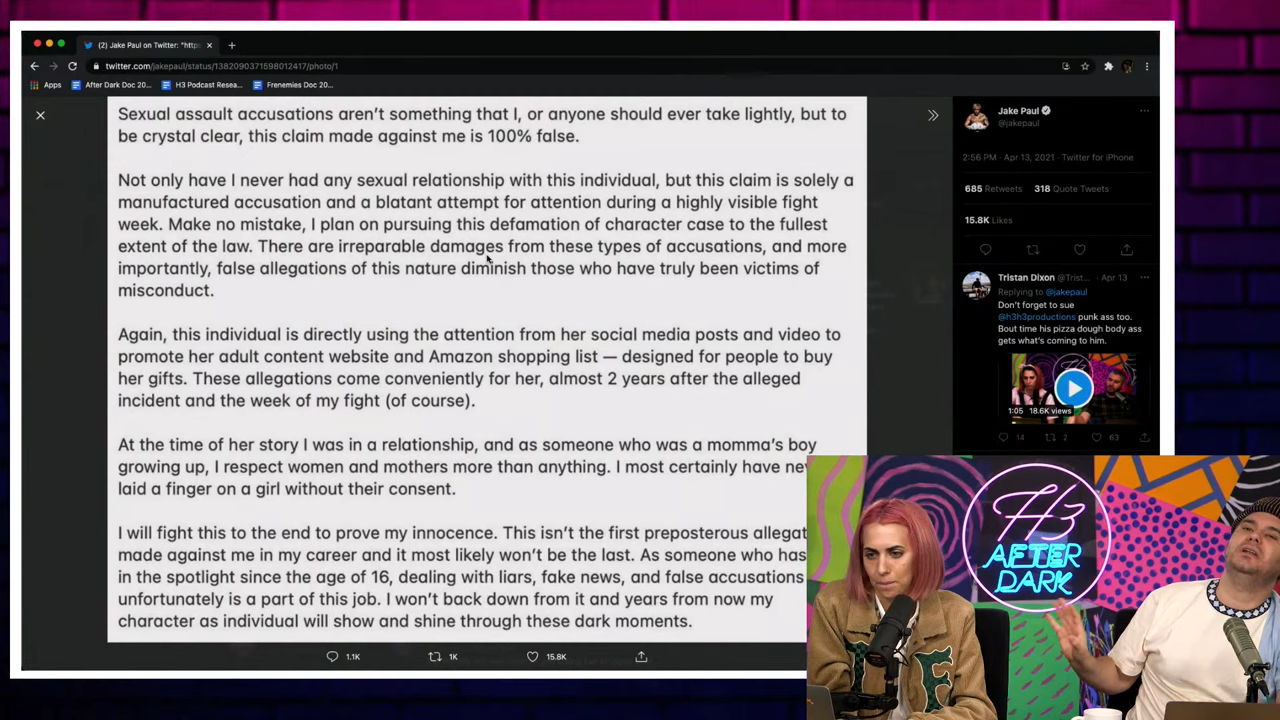 (2) Jake Paul on Twitter: "http
twitter.com/jakepaul/status/1382090371598012417/photo/1
Apps
After Dark Doc 20...
H3 Podcast Resea...
Frenemies Doc 20...
Sexual assault accusations aren't something that I, or anyone should ever take lightly, but to
be crystal clear, this claim made against me is 100% false.
Not only have I never had any sexual relationship with this individual, but this claim is solely a
manufactured accusation and a blatant attempt for attention during a highly visible fight
week. Make no mistake, I plan on pursuing this defamation of character case to the fullest
extent of the law. There are irreparable damages from these types of accusations, and more
importantly, false allegations of this nature diminish those who have truly been victims of
misconduct.
Again, this individual is directly using the attention from her social media posts and video to
promote her adult content website and Amazon shopping list — designed for people to buy
her gifts. These allegations come conveniently for her, almost 2 years after the alleged
incident and the week of my fight (of course).
At the time of her story I was in a relationship, and as someone who was a momma's boy
growing up, I respect women and mothers more than anything. I most certainly have nev
laid a finger on a girl without their consent.
I will fight this to the end to prove my innocence. This isn't the first preposterous allegat
made against me in my career and it most likely won't be the last. As someone who has
in the spotlight since the age of 16, dealing with liars, fake news, and false accusations
unfortunately is a part of this job. I won't back down from it and years from now my
character as individual will show and shine through these dark moments.
1.1K
1K
15.8K
Jake Paul
@jakepaul
2:56 PM · Apr 13, 2021 · Twitter for iPhone
685 Retweets 318 Quote Tweets
15.8K Likes
Tristan Dixon @Trist... · Apr 13
Replying to @jakepaul
Don't forget to sue
@h3h3productions punk ass too.
Bout time his pizza dough body ass
gets what's coming to him.
1:05 18.6K views
14
2
63
H3
AFTER
DARK